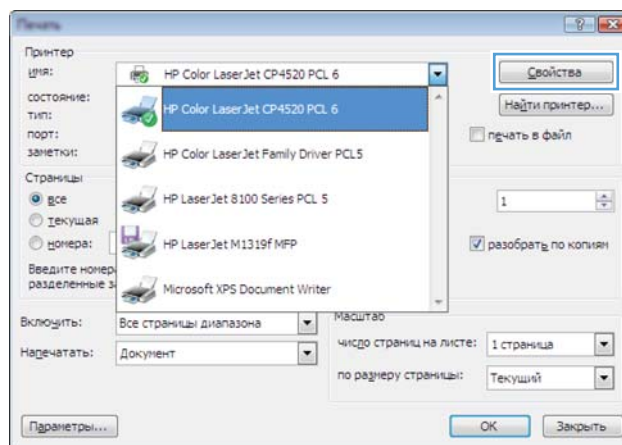 Печать
Принтер
имя: HP Color LaserJet CP4520 PCL 6 Свойства
состояние: HP Color LaserJet CP4520 PCL 6 Найти принтер...
тип:
порт: HP Color LaserJet Family Driver PCL5 печать в файл
заметки:
Страницы
все HP LaserJet 8100 Series PCL 5 1
текущая
номера: HP LaserJet M1319f MFP разобрать по копиям
Введите
разделенные Microsoft XPS Document Writer
Включить: Все страницы диапазона Масштаб
число страниц на листе: 1 страница
Напечатать: Документ
по размеру страницы: Текущий
Параметры... OK Закрыть